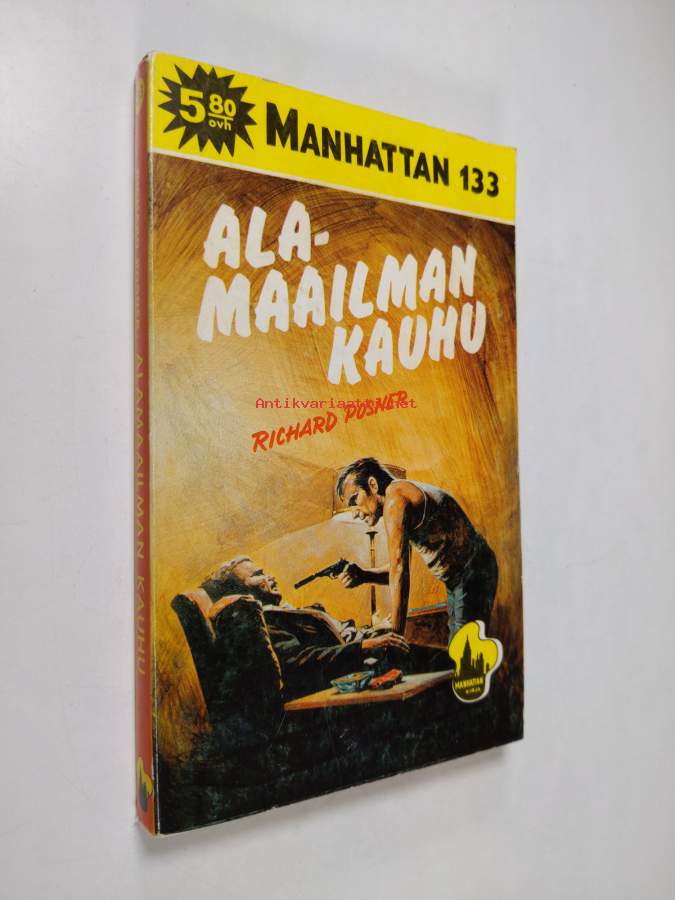 5 80
ovh
MANHATTAN 133
ALA-
MAAILMAN
KAUHU
Antikvariaatti.net
RICHARD POSNER
MANHATTAN
KIRJA
ALAMAAILMAN KAUHU